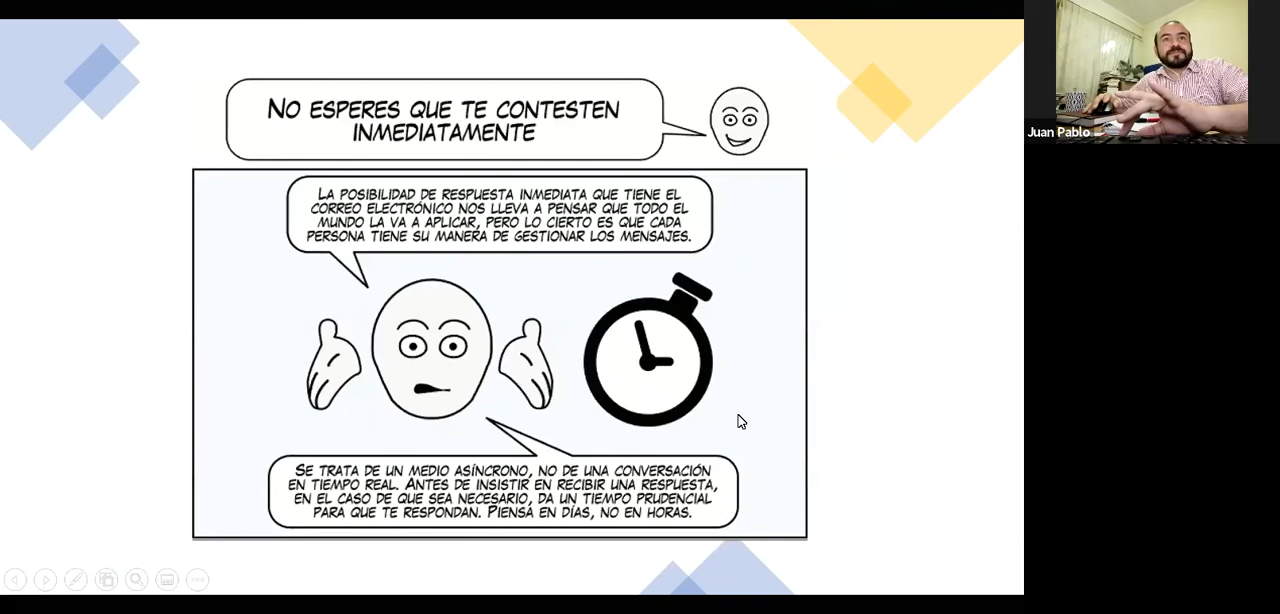 NO ESPERES QUE TE CONTESTEN
INMEDIATAMENTE
LA POSIBILIDAD DE RESPUESTA INMEDIATA QUE TIENE EL
CORREO ELECTRÓNICO NOS LLEVA A PENSAR QUE TODO EL
MUNDO LA VA A APLICAR, PERO LO CIERTO ES QUE CADA
PERSONA TIENE SU MANERA DE GESTIONAR LOS MENSAJES.
SE TRATA DE UN MEDIO ASÍNCRONO, NO DE UNA CONVERSACIÓN
EN TIEMPO REAL. ANTES DE INSISTIR EN RECIBIR UNA RESPUESTA,
EN EL CASO DE QUE SEA NECESARIO, DA UN TIEMPO PRUDENCIAL
PARA QUE TE RESPONDAN. PIENSA EN DÍAS, NO EN HORAS.
Juan Pablo